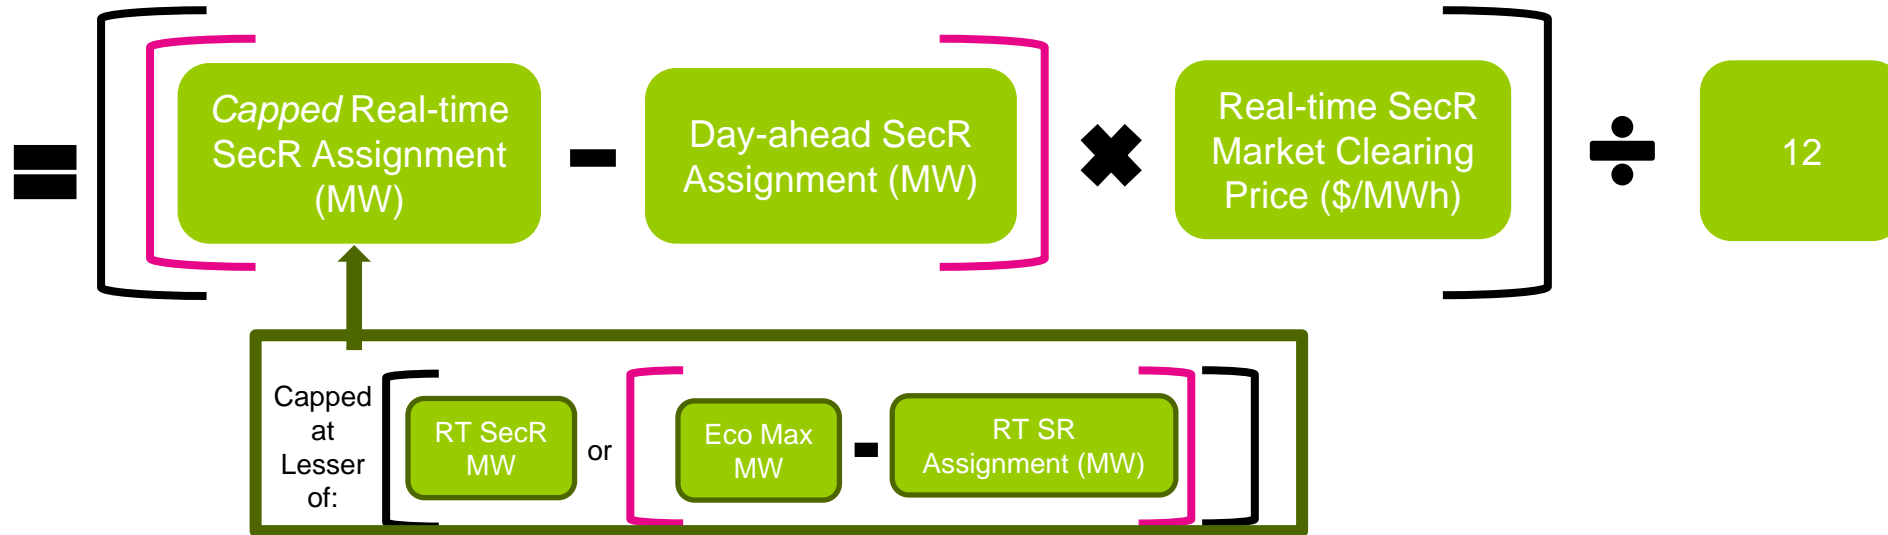 Capped Real-time
SecR Assignment
(MW)
Day-ahead SecR
Assignment (MW)
Real-time SecR
Market Clearing
Price ($/MWh)
12
Capped
at
Lesser
of:
RT SecR
MW
or
Eco Max
MW
RT SR
Assignment (MW)